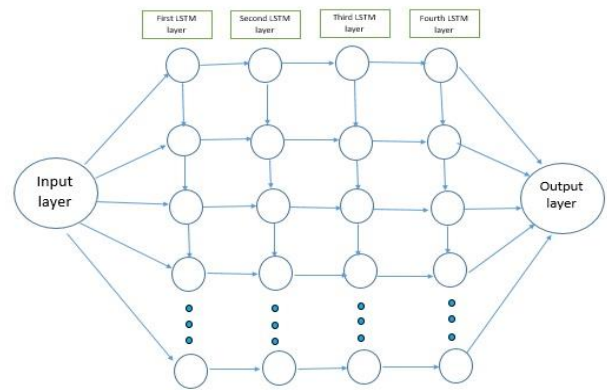 First LSTM
layer
Second LSTM
layer
Third LSTM
layer
Fourth LSTM
layer
Input
layer
Output
layer